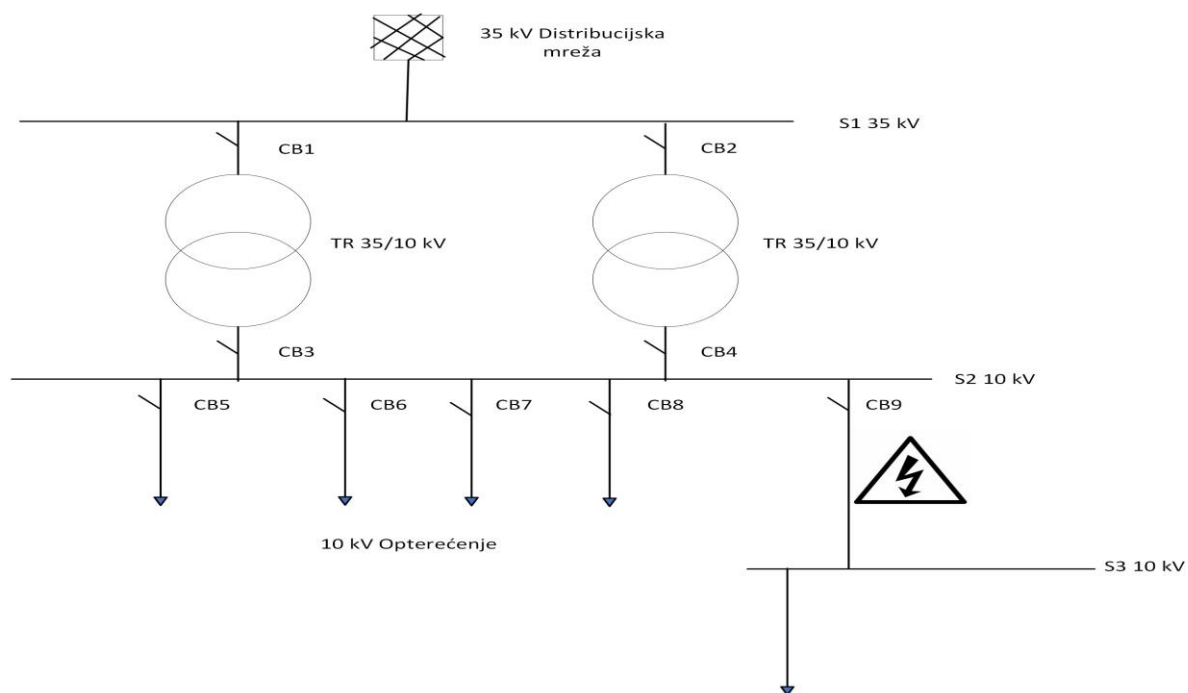 35 kV Distribucijska
mreža
S1 35 kV
CB1
CB2
TR 35/10 kV
TR 35/10 kV
CB3
CB4
S2 10 kV
CB5
CB6
CB7
CB8
CB9
10 kV Opterećenje
S3 10 kV